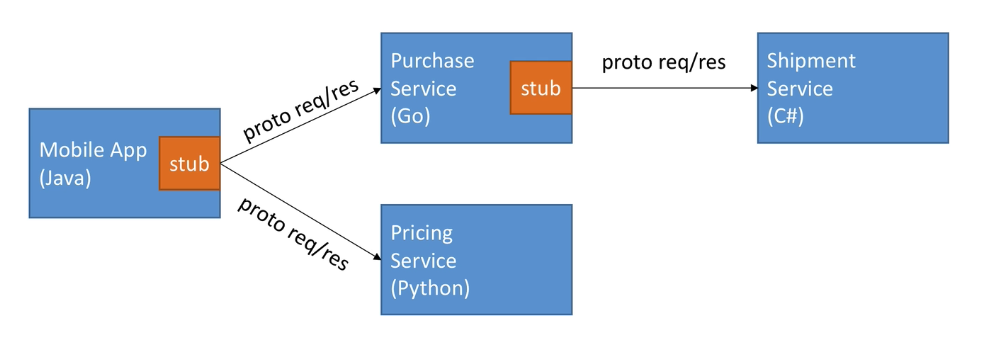 Mobile App
(Java)
stub
proto req/res
proto req/res
Purchase
Service
(Go)
stub
proto req/res
Shipment
Service
(C#)
Pricing
Service
(Python)